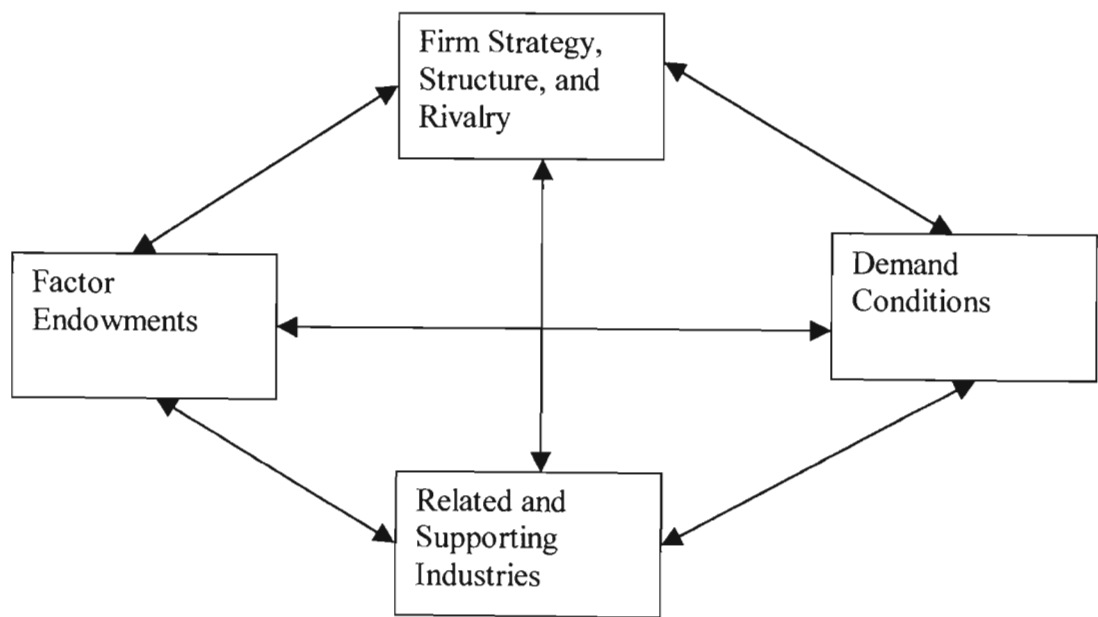 Firm Strategy,
Structure, and
Rivalry
Factor
Endowments
Demand
Conditions
Related and
Supporting
Industries